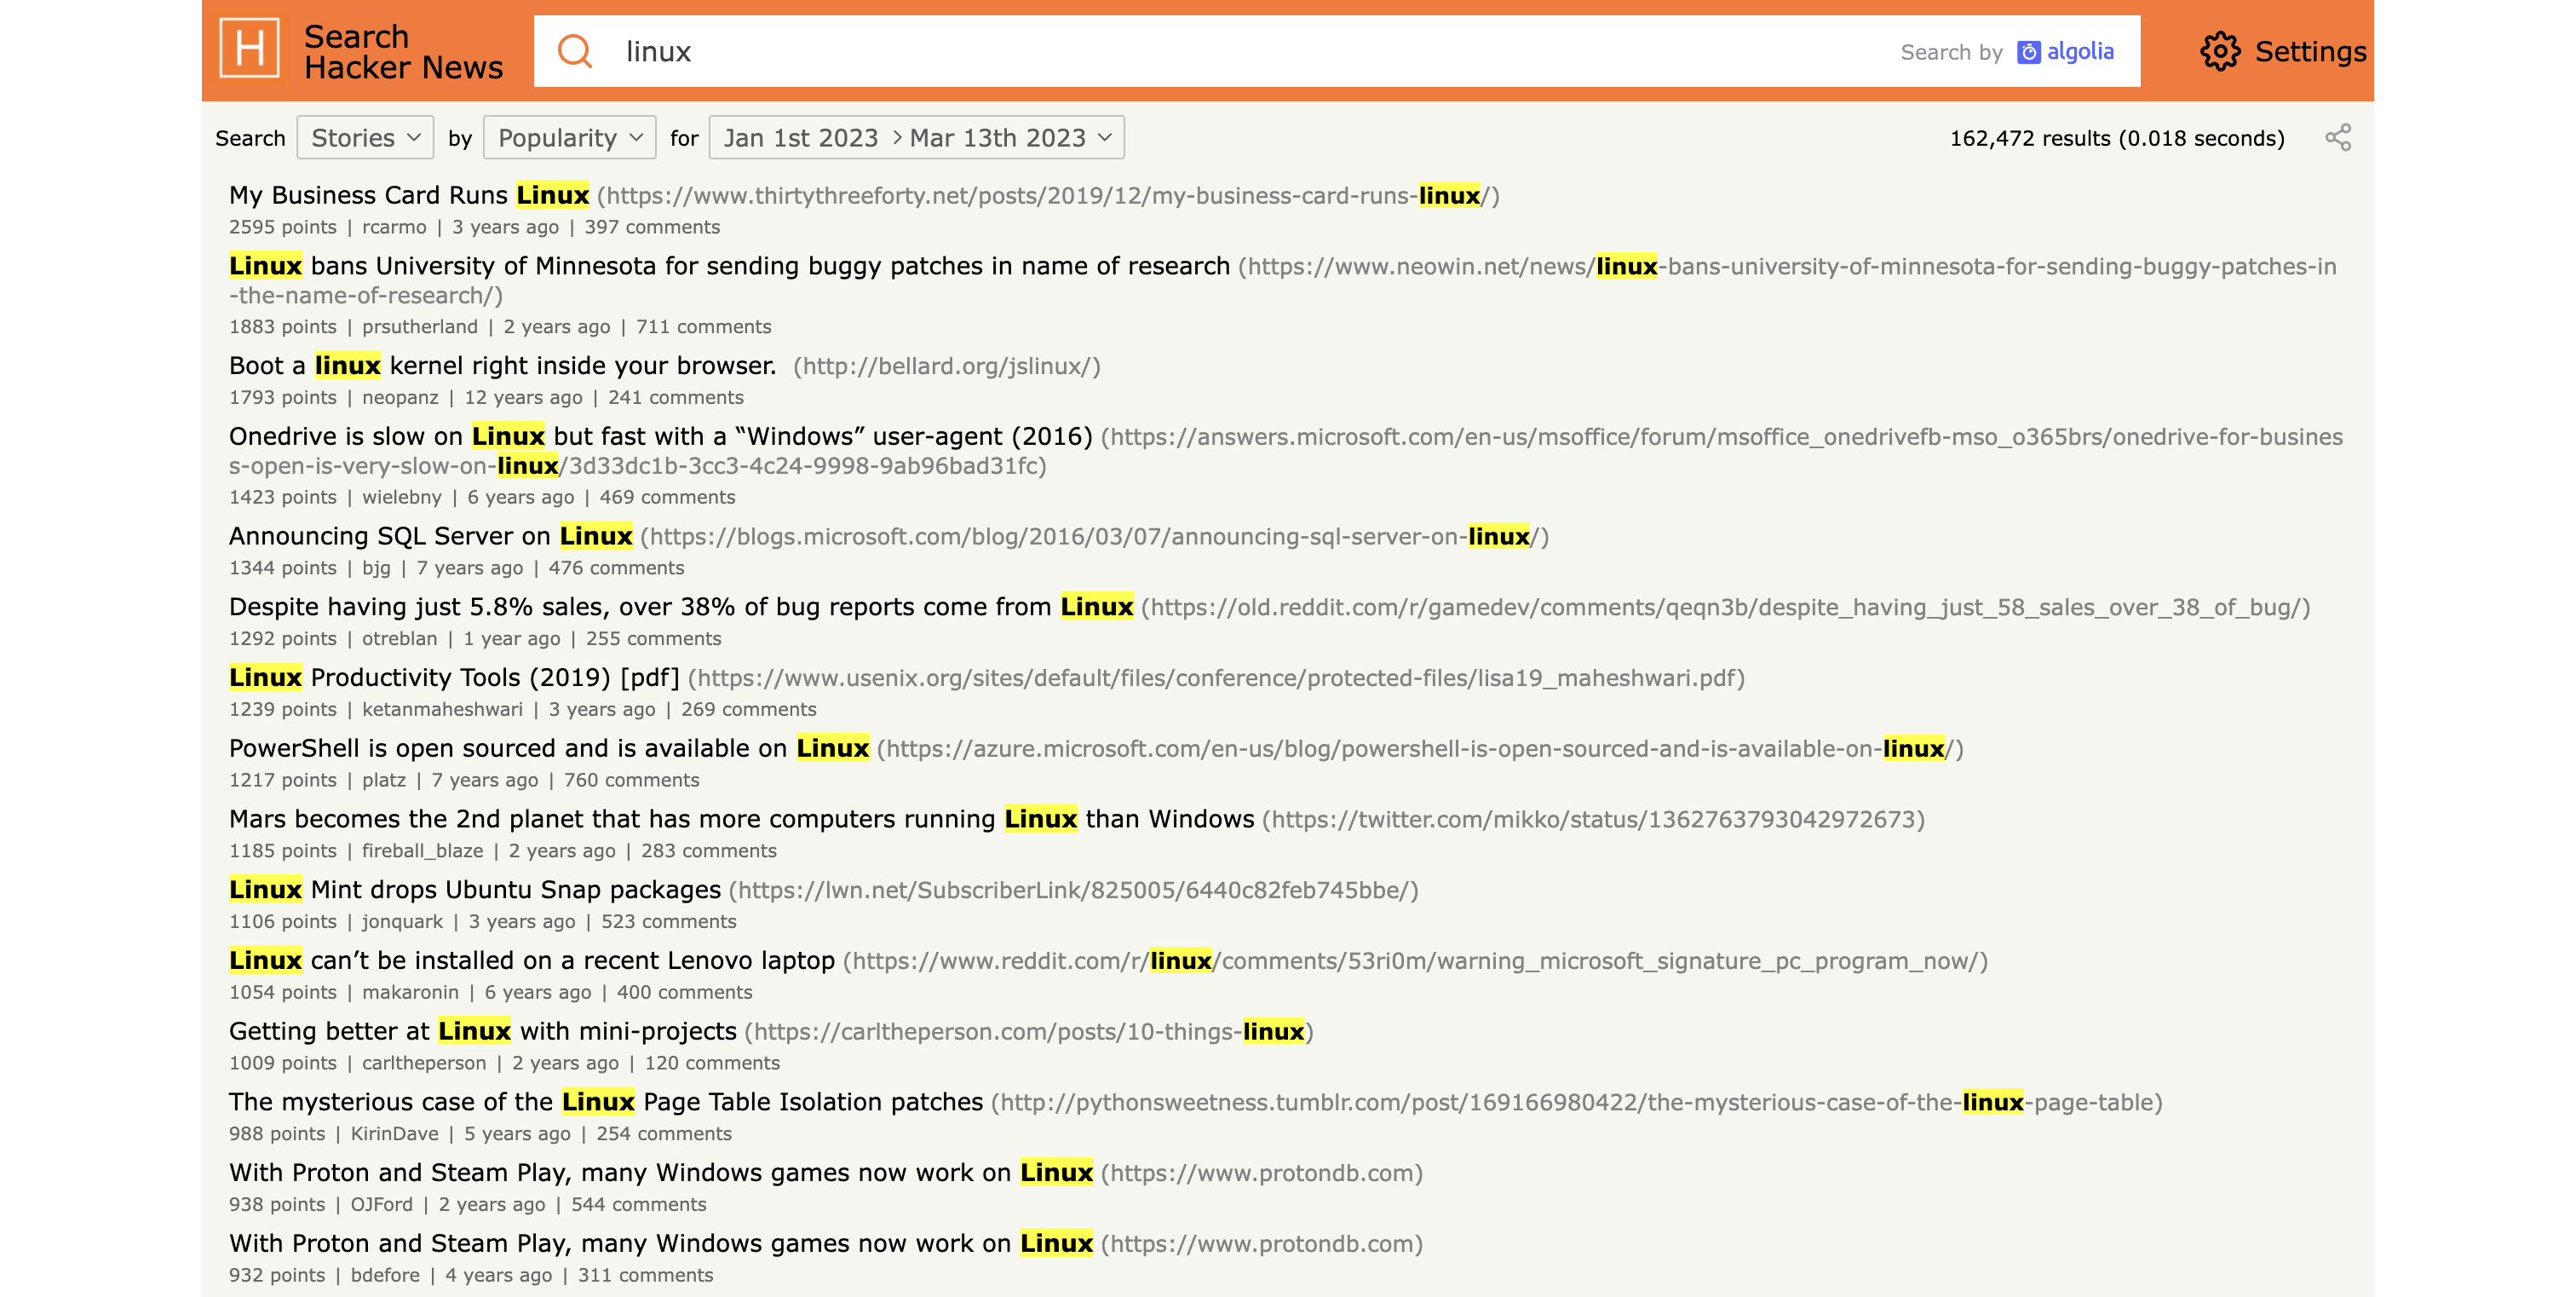 H
Search
Hacker News
linux
Search by algolia
Settings
Search Stories by Popularity for Jan 1st 2023 > Mar 13th 2023
162,472 results (0.018 seconds)
My Business Card Runs Linux (https://www.thirtythreeforty.net/posts/2019/12/my-business-card-runs-linux/)
2595 points | rcarmo | 3 years ago | 397 comments
Linux bans University of Minnesota for sending buggy patches in name of research (https://www.neowin.net/news/linux-bans-university-of-minnesota-for-sending-buggy-patches-in
-the-name-of-research/)
1883 points | prsutherland | 2 years ago | 711 comments
Boot a linux kernel right inside your browser. (http://bellard.org/jslinux/)
1793 points | neopanz | 12 years ago | 241 comments
Onedrive is slow on Linux but fast with a “Windows” user-agent (2016) (https://answers.microsoft.com/en-us/msoffice/forum/msoffice_onedrivefb-mso_o365brs/onedrive-for-busines
s-open-is-very-slow-on-linux/3d33dc1b-3cc3-4c24-9998-9ab96bad31fc)
1423 points | wielebny | 6 years ago | 469 comments
Announcing SQL Server on Linux (https://blogs.microsoft.com/blog/2016/03/07/announcing-sql-server-on-linux/)
1344 points | bjg | 7 years ago | 476 comments
Despite having just 5.8% sales, over 38% of bug reports come from Linux (https://old.reddit.com/r/gamedev/comments/qeqn3b/despite_having_just_58_sales_over_38_of_bug/)
1292 points | otreblan | 1 year ago | 255 comments
Linux Productivity Tools (2019) [pdf] (https://www.usenix.org/sites/default/files/conference/protected-files/lisa19_maheshwari.pdf)
1239 points | ketanmaheshwari | 3 years ago | 269 comments
PowerShell is open sourced and is available on Linux (https://azure.microsoft.com/en-us/blog/powershell-is-open-sourced-and-is-available-on-linux/)
1217 points | platz | 7 years ago | 760 comments
Mars becomes the 2nd planet that has more computers running Linux than Windows (https://twitter.com/mikko/status/1362763793042972673)
1185 points | fireball_blaze | 2 years ago | 283 comments
Linux Mint drops Ubuntu Snap packages (https://lwn.net/SubscriberLink/825005/6440c82feb745bbe/)
1106 points | jonquark | 3 years ago | 523 comments
Linux can’t be installed on a recent Lenovo laptop (https://www.reddit.com/r/linux/comments/53ri0m/warning_microsoft_signature_pc_program_now/)
1054 points | makaronin | 6 years ago | 400 comments
Getting better at Linux with mini-projects (https://carltheperson.com/posts/10-things-linux)
1009 points | carltheperson | 2 years ago | 120 comments
The mysterious case of the Linux Page Table Isolation patches (http://pythonsweetness.tumblr.com/post/169166980422/the-mysterious-case-of-the-linux-page-table)
988 points | KirinDave | 5 years ago | 254 comments
With Proton and Steam Play, many Windows games now work on Linux (https://www.protondb.com)
938 points | OJFord | 2 years ago | 544 comments
With Proton and Steam Play, many Windows games now work on Linux (https://www.protondb.com)
932 points | bdefore | 4 years ago | 311 comments